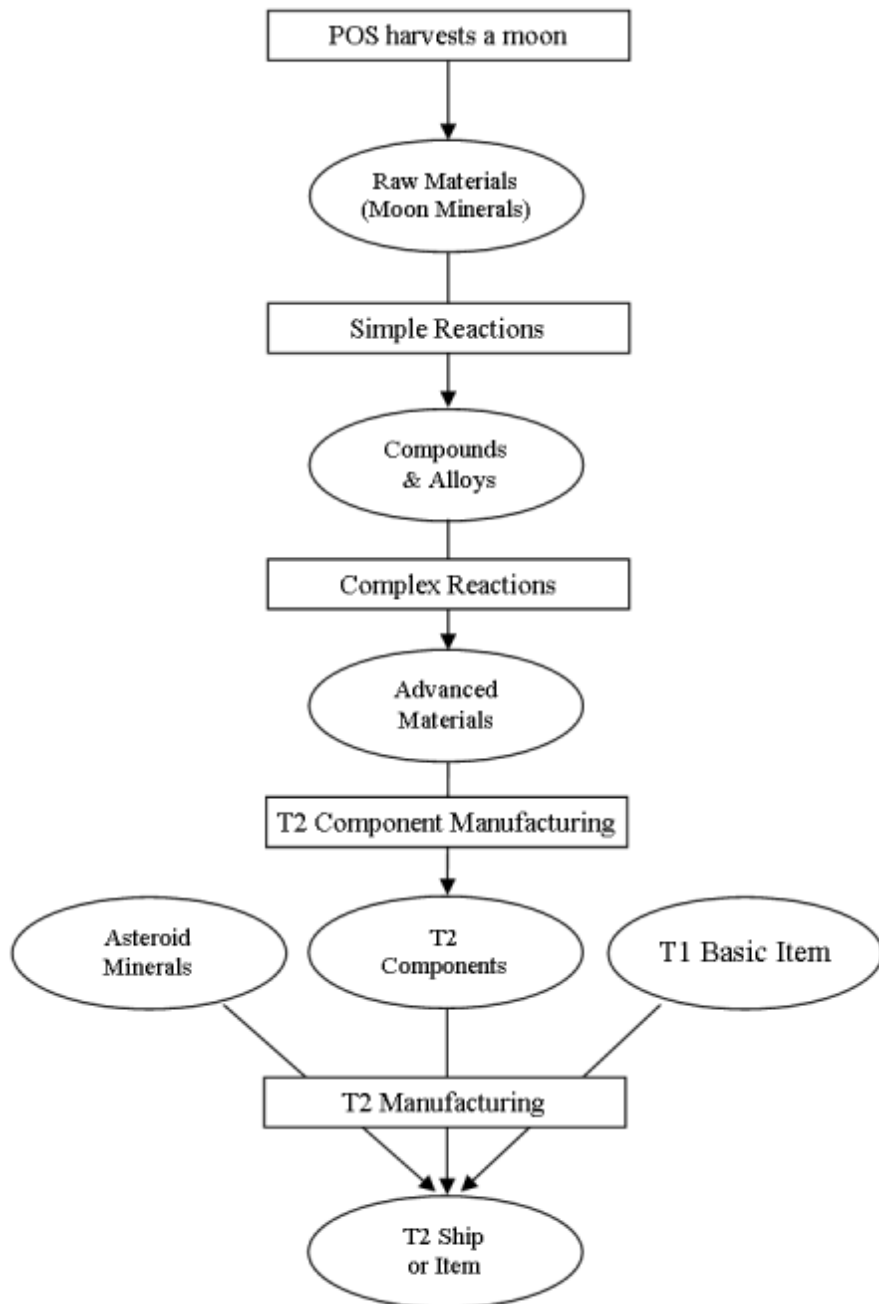 POS harvests a moon
Raw Materials
(Moon Minerals)
Simple Reactions
Compounds
& Alloys
Complex Reactions
Advanced
Materials
T2 Component Manufacturing
Asteroid
Minerals
T2
Components
T1 Basic Item
T2 Manufacturing
T2 Ship
or Item